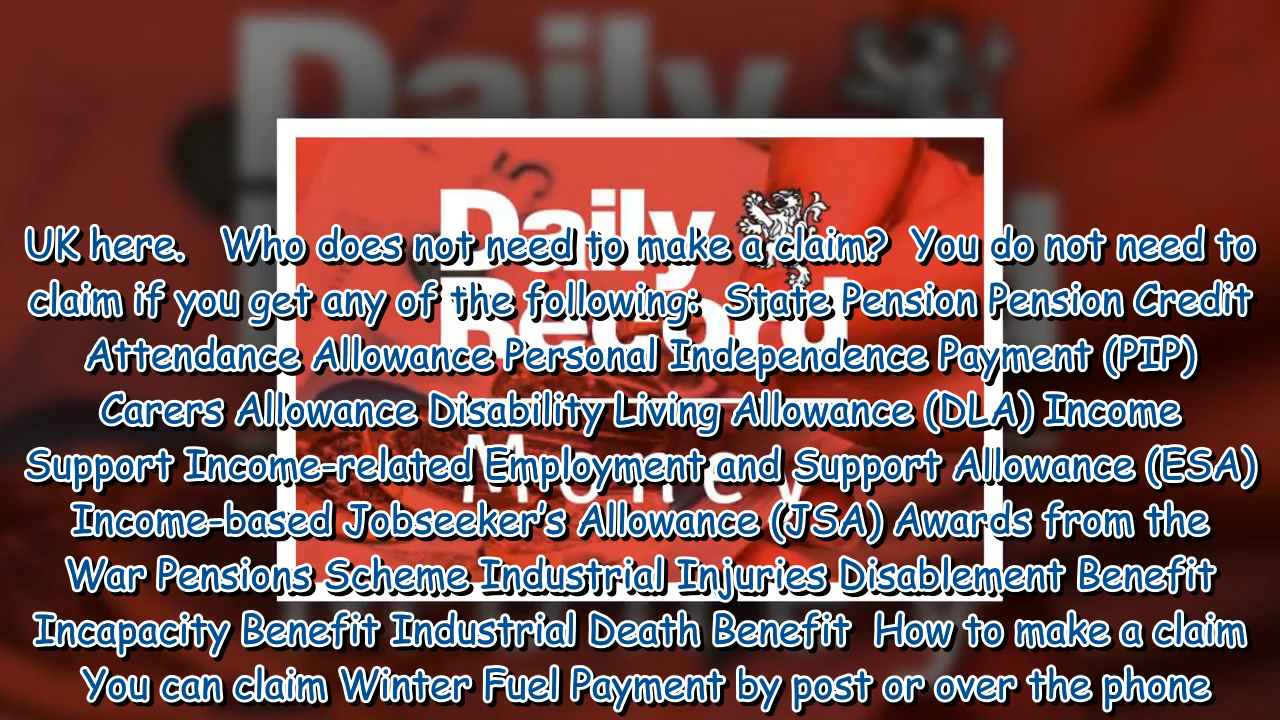 Daily
Daily
Record
Money
UK here. Who does not need to make a claim? You do not need to
claim if you get any of the following: State Pension Pension Credit
Attendance Allowance Personal Independence Payment (PIP)
Carers Allowance Disability Living Allowance (DLA) Income
Support Income-related Employment and Support Allowance (ESA)
Income-based Jobseeker’s Allowance (JSA) Awards from the
War Pensions Scheme Industrial Injuries Disablement Benefit
Incapacity Benefit Industrial Death Benefit How to make a claim
You can claim Winter Fuel Payment by post or over the phone